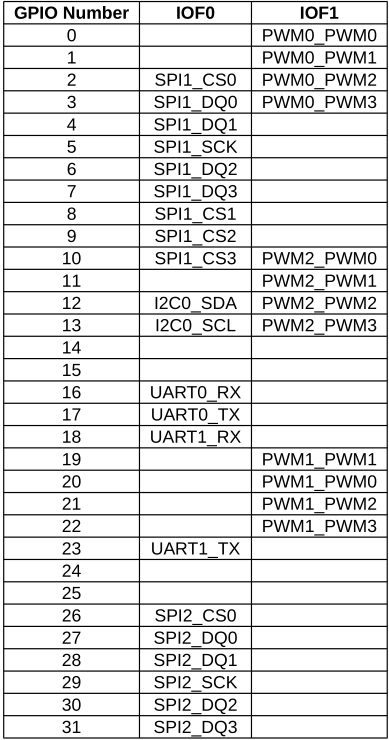 GPIO Number IOF0 IOF1
0 PWM0_PWM0
1 PWM0_PWM1
2 SPI1_CS0 PWM0_PWM2
3 SPI1_DQ0 PWM0_PWM3
4 SPI1_DQ1
5 SPI1_SCK
6 SPI1_DQ2
7 SPI1_DQ3
8 SPI1_CS1
9 SPI1_CS2
10 SPI1_CS3 PWM2_PWM0
11 PWM2_PWM1
12 I2C0_SDA PWM2_PWM2
13 I2C0_SCL PWM2_PWM3
14
15
16 UART0_RX
17 UART0_TX
18 UART1_RX
19 PWM1_PWM1
20 PWM1_PWM0
21 PWM1_PWM2
22 PWM1_PWM3
23 UART1_TX
24
25
26 SPI2_CS0
27 SPI2_DQ0
28 SPI2_DQ1
29 SPI2_SCK
30 SPI2_DQ2
31 SPI2_DQ3